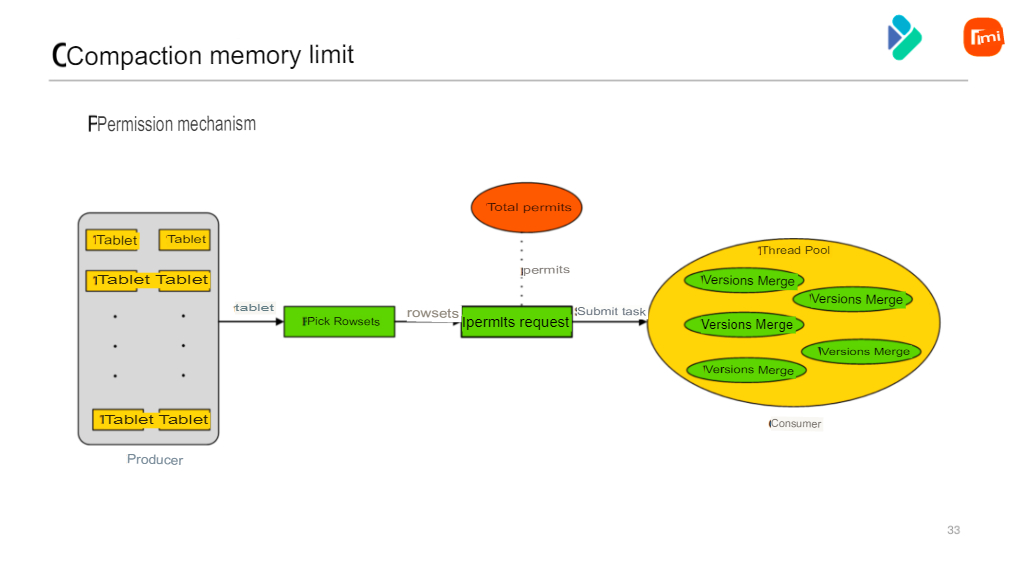 Compaction memory limit
Permission mechanism
Total permits
Tablet Tablet
Thread Pool
permits
Tablet Tablet
Versions Merge
Versions Merge
tablet
rowsets
Submit task
Pick Rowsets
permits request
Versions Merge
Versions Merge
Versions Merge
Tablet Tablet
Consumer
Producer
33